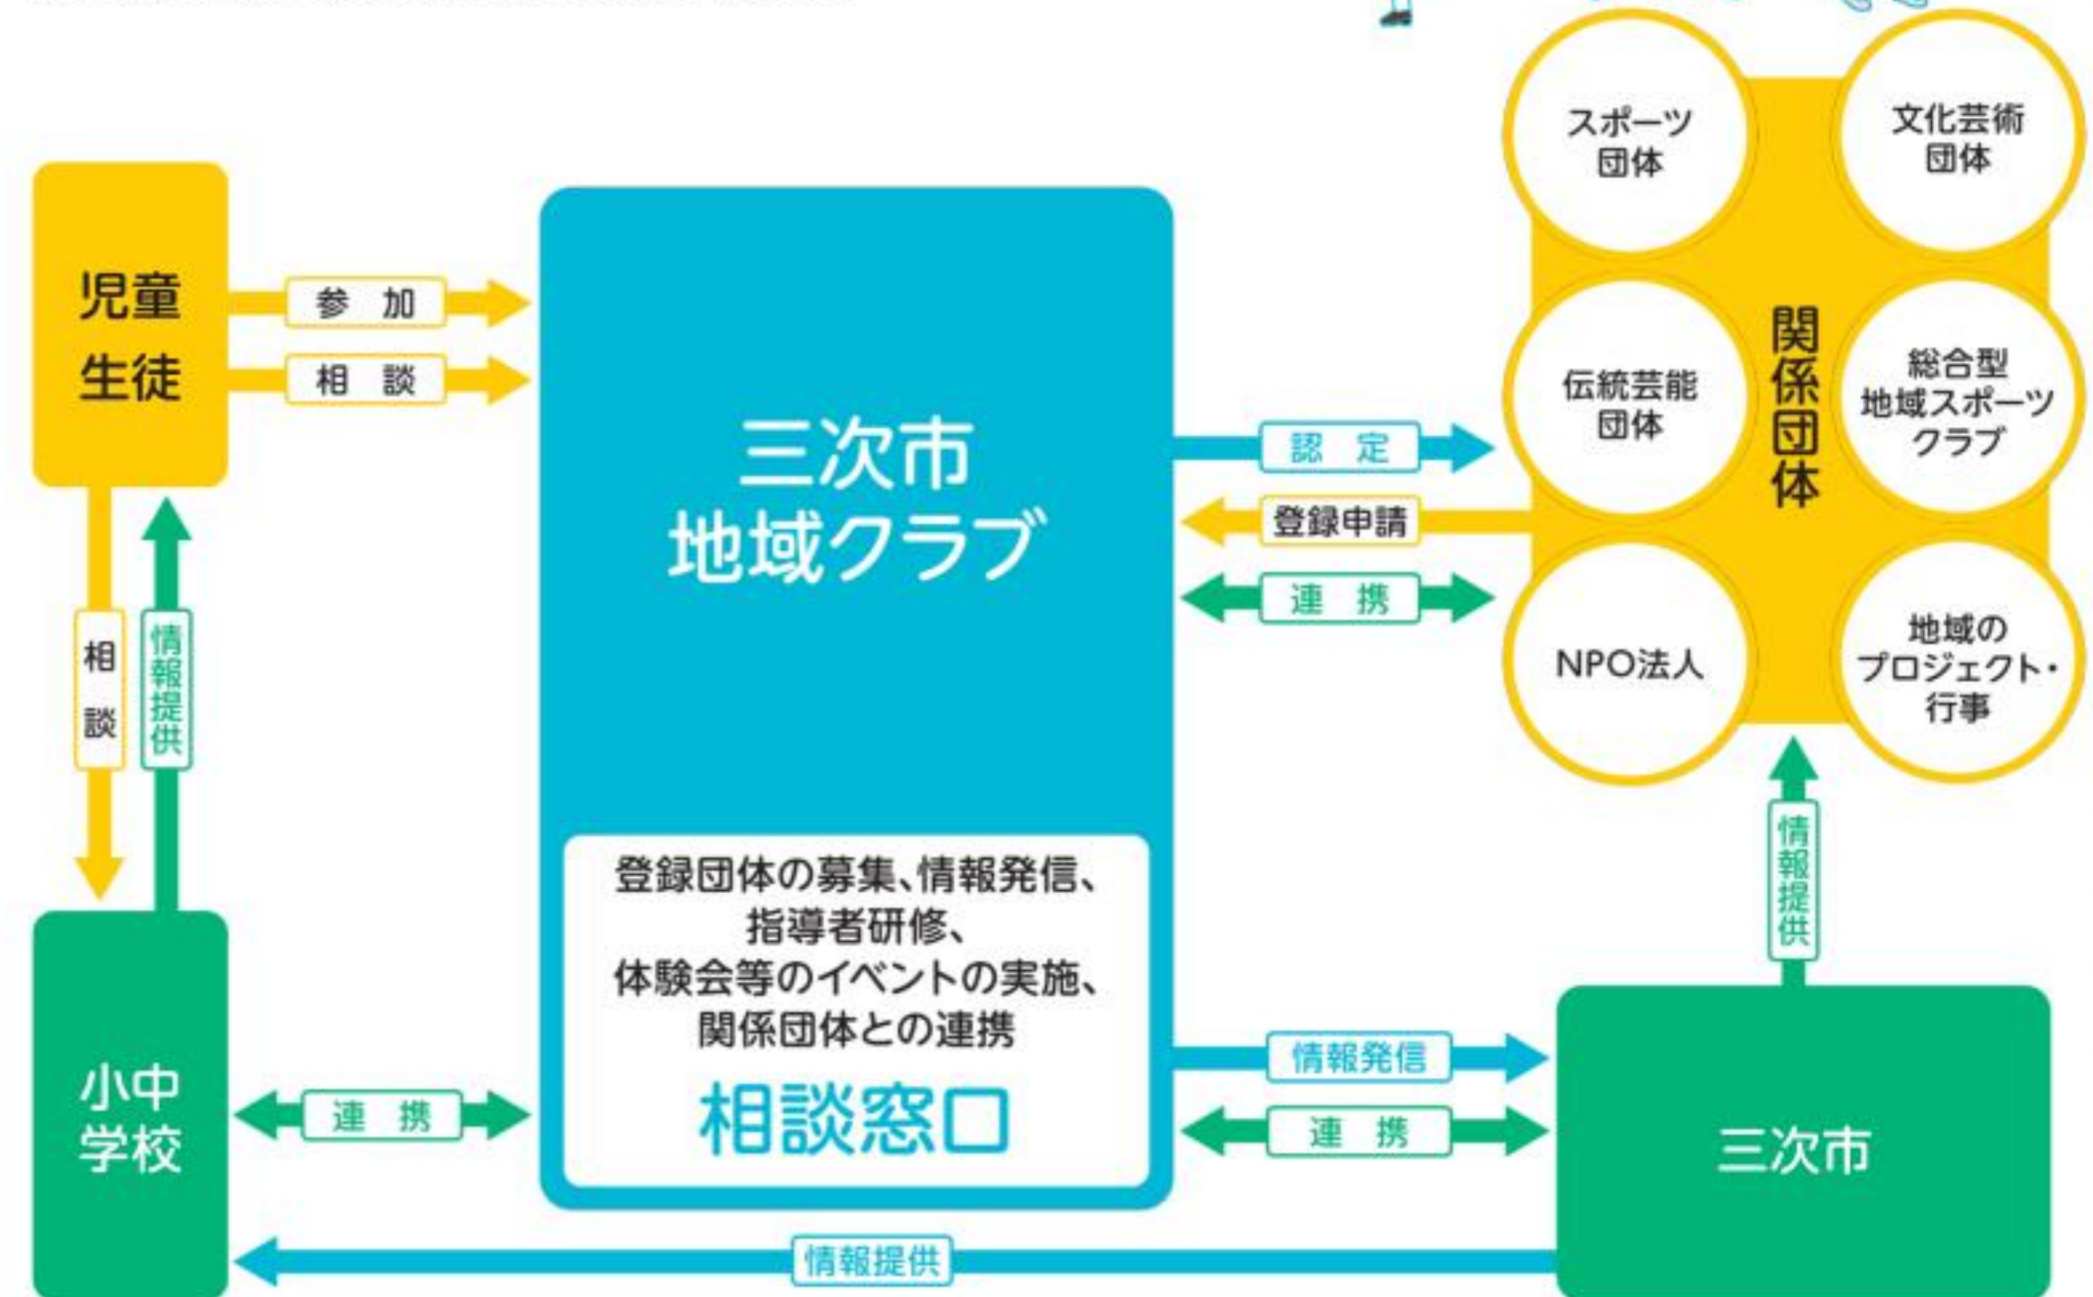 児童
生徒
参 加
相 談
相談
情報提供
小中
学校
連 携
三次市
地域クラブ
登録団体の募集、情報発信、
指導者研修、
体験会等のイベントの実施、
関係団体との連携
相談窓口
認 定
登録申請
連 携
スポーツ
団体
文化芸術
団体
伝統芸能
団体
関係団体
総合型
地域スポーツ
クラブ
NPO法人
地域の
プロジェクト・
行事
情報提供
情報発信
連 携
三次市
情報提供